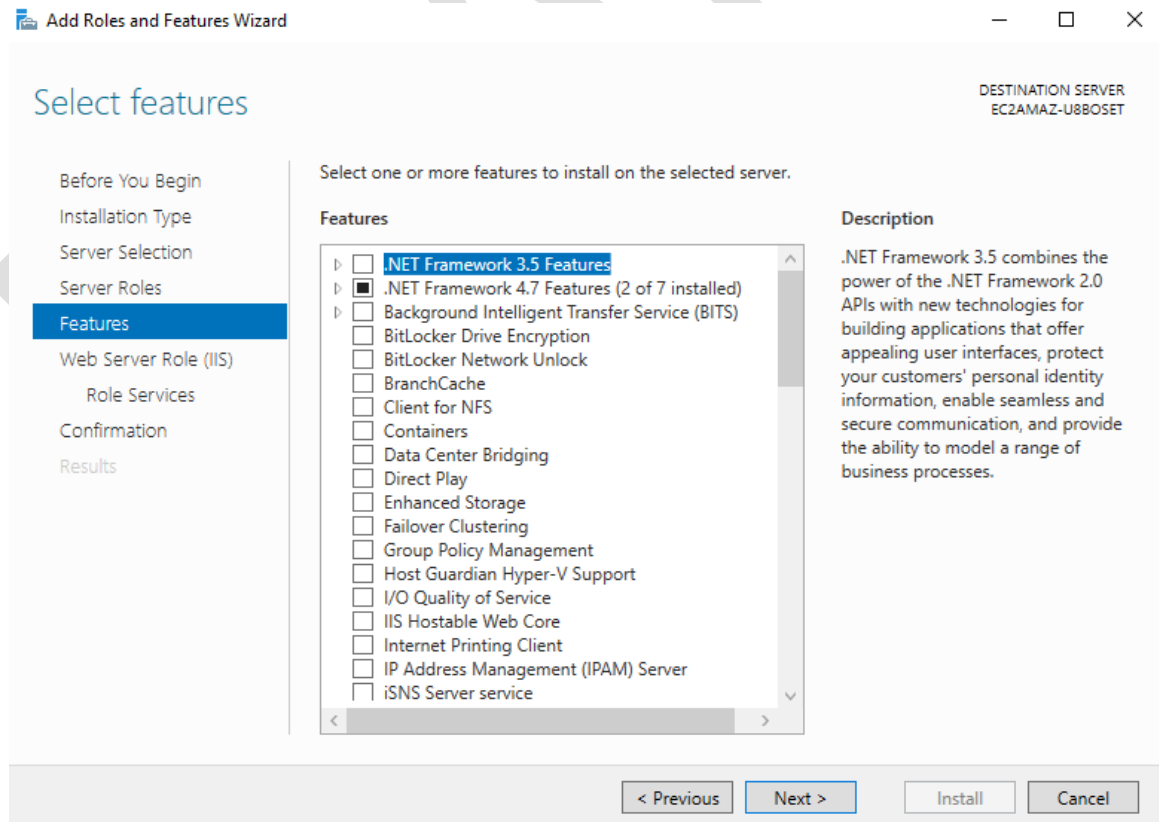 Add Roles and Features Wizard
Select features
DESTINATION SERVER
EC2AMAZ-U8BOSET
Before You Begin
Installation Type
Server Selection
Server Roles
Features
Web Server Role (IIS)
Role Services
Confirmation
Results
Select one or more features to install on the selected server.
Features
.NET Framework 3.5 Features
.NET Framework 4.7 Features (2 of 7 installed)
Background Intelligent Transfer Service (BITS)
BitLocker Drive Encryption
BitLocker Network Unlock
BranchCache
Client for NFS
Containers
Data Center Bridging
Direct Play
Enhanced Storage
Failover Clustering
Group Policy Management
Host Guardian Hyper-V Support
I/O Quality of Service
IIS Hostable Web Core
Internet Printing Client
IP Address Management (IPAM) Server
iSNS Server service
Description
.NET Framework 3.5 combines the
power of the .NET Framework 2.0
APIs with new technologies for
building applications that offer
appealing user interfaces, protect
your customers' personal identity
information, enable seamless and
secure communication, and provide
the ability to model a range of
business processes.
< Previous
Next >
Install
Cancel